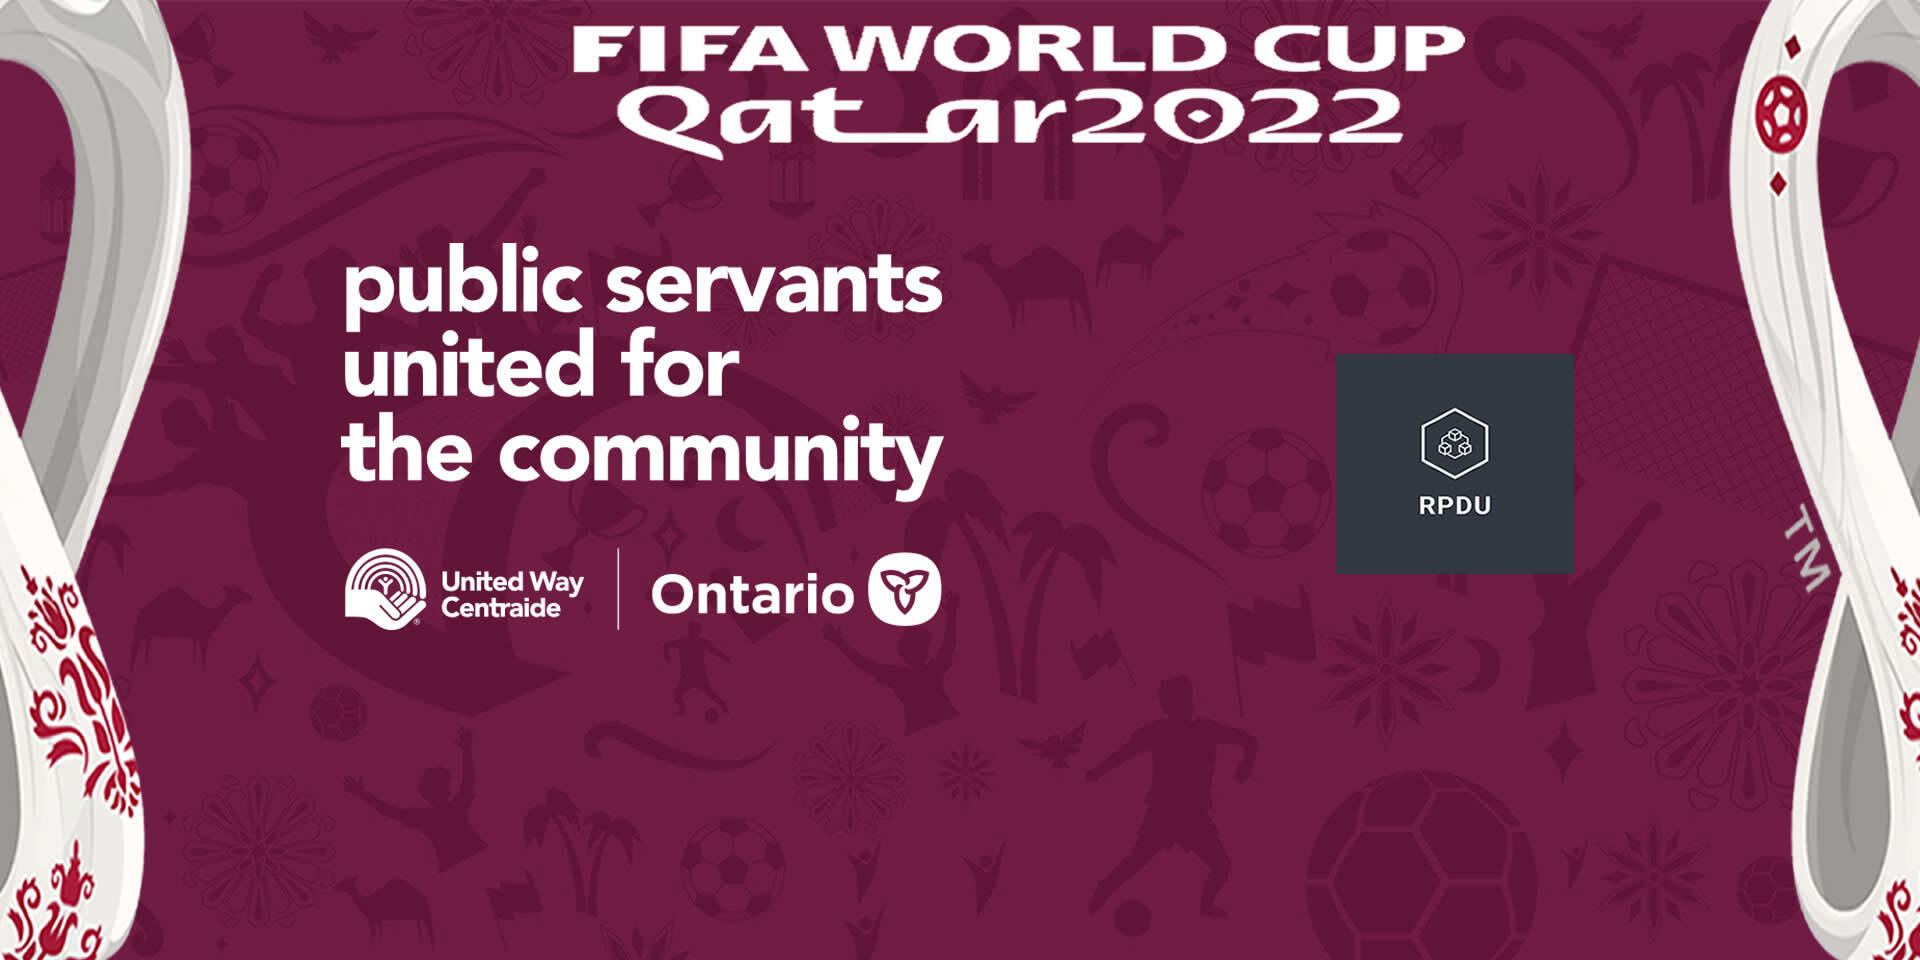 FIFA WORLD CUP
Qatar2022
public servants
united for
the community
United Way
Centraide
®
Ontario
RPDU
TM